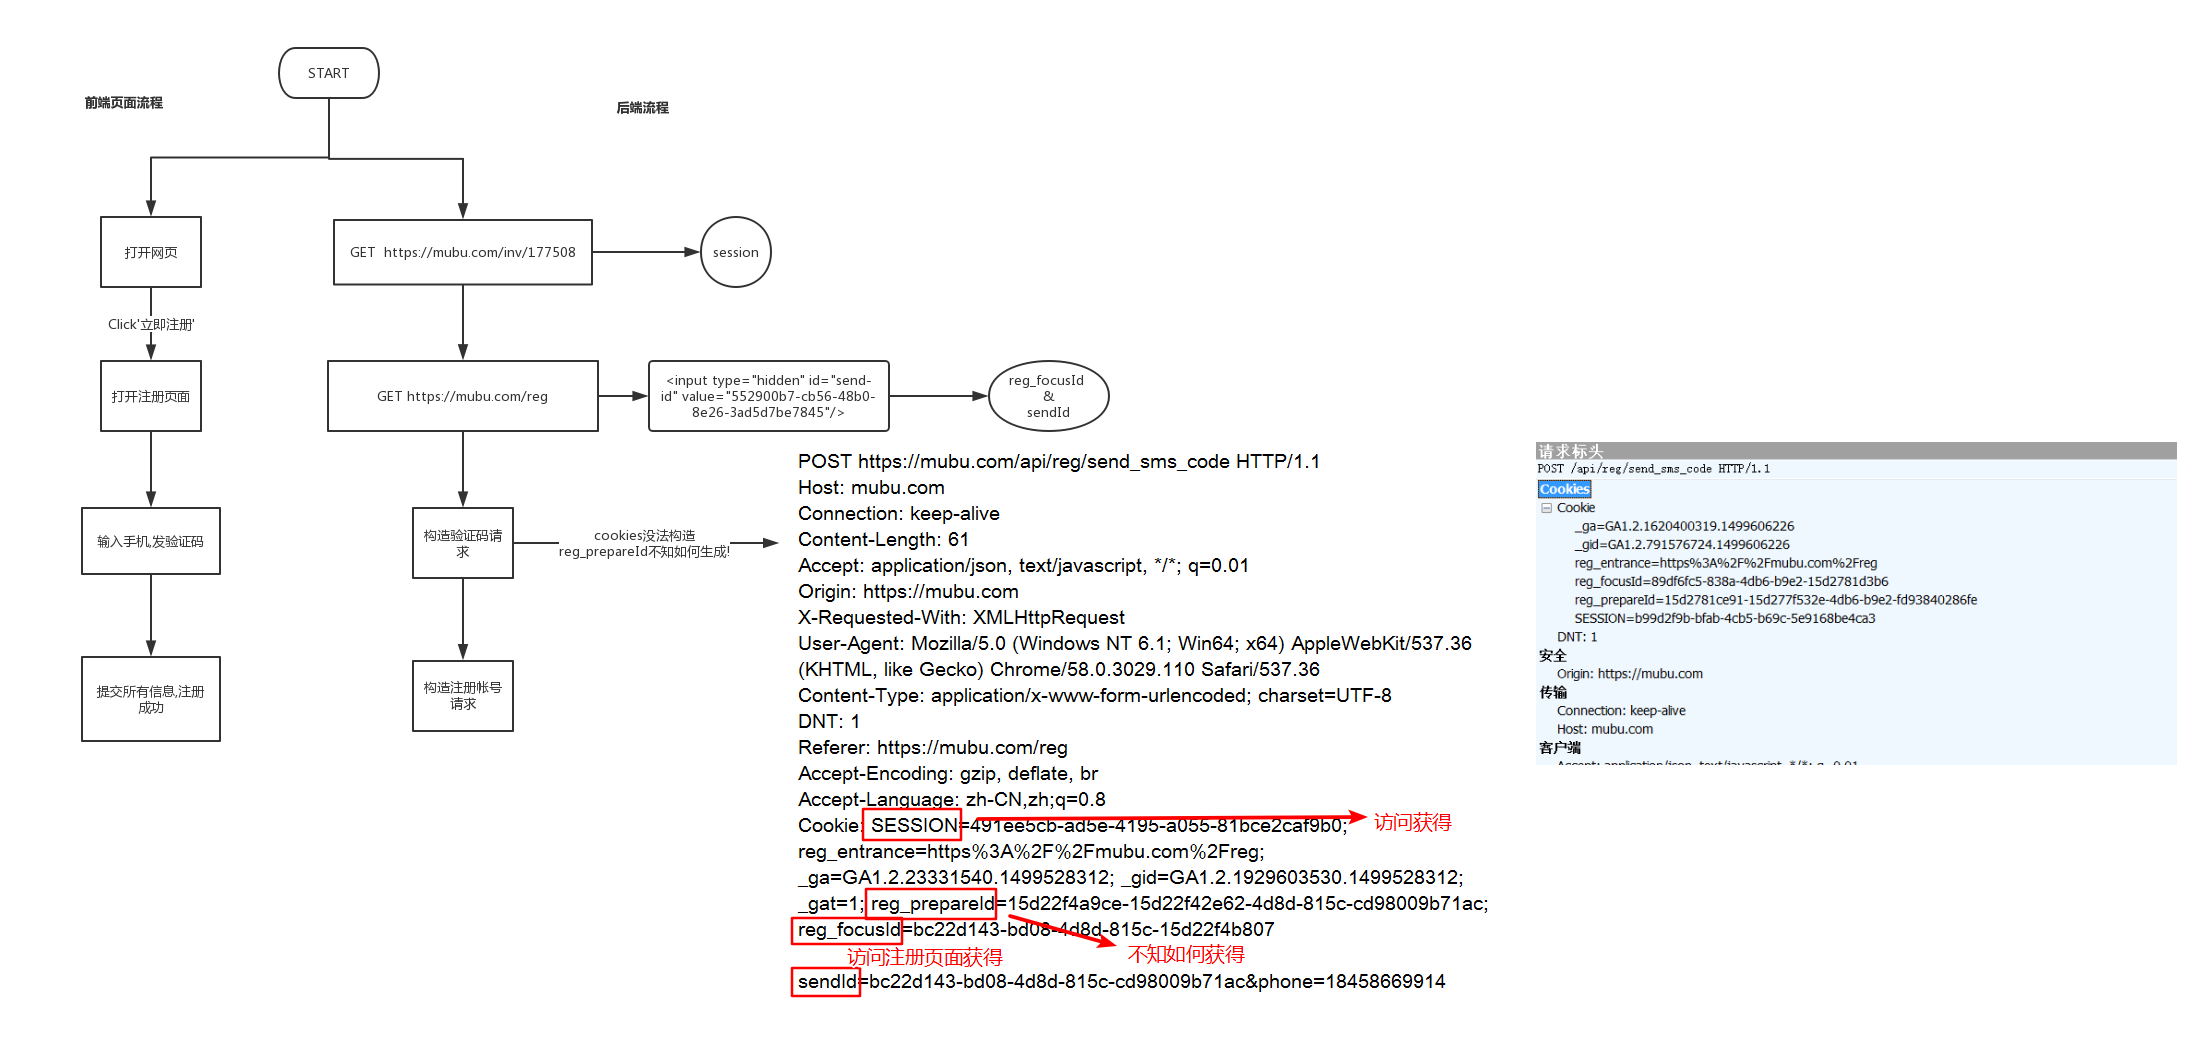 START
前端页面流程
后端流程
打开网页
GET  https://mubu.com/inv/177508
session
Click'立即注册'
打开注册页面
GET https://mubu.com/reg
<input type="hidden" id="send-
id" value="552900b7-cb56-48b0-
8e26-3ad5d7be7845"/>
reg_focusId
&
sendId
输入手机,发验证码
构造验证码请
求
cookies没法构造
reg_prepareId不知如何生成!
提交所有信息,注册
成功
构造注册帐号
请求
POST https://mubu.com/api/reg/send_sms_code HTTP/1.1
Host: mubu.com
Connection: keep-alive
Content-Length: 61
Accept: application/json, text/javascript, */*; q=0.01
Origin: https://mubu.com
X-Requested-With: XMLHttpRequest
User-Agent: Mozilla/5.0 (Windows NT 6.1; Win64; x64) AppleWebKit/537.36
(KHTML, like Gecko) Chrome/58.0.3029.110 Safari/537.36
Content-Type: application/x-www-form-urlencoded; charset=UTF-8
DNT: 1
Referer: https://mubu.com/reg
Accept-Encoding: gzip, deflate, br
Accept-Language: zh-CN,zh;q=0.8
Cookie: SESSION=491ee5cb-ad5e-4195-a055-81bce2caf9b0;
访问获得
reg_entrance=https%3A%2F%2Fmubu.com%2Freg;
_ga=GA1.2.23331540.1499528312; _gid=GA1.2.1929603530.1499528312;
_gat=1; reg_prepareId=15d22f4a9ce-15d22f42e62-4d8d-815c-cd98009b71ac;
reg_focusId=bc22d143-bd08-4d8d-815c-15d22f4b807
访问注册页面获得
不知如何获得
sendId=bc22d143-bd08-4d8d-815c-cd98009b71ac&phone=18458669914
请求标头
POST /api/reg/send_sms_code HTTP/1.1
Cookies
Cookie
_ga=GA1.2.1620400319.1499606226
_gid=GA1.2.791576724.1499606226
reg_entrance=https%3A%2F%2Fmubu.com%2Freg
reg_focusId=89df6fc5-838a-4db6-b9e2-15d2781d3b6
reg_prepareId=15d2781ce91-15d277f532e-4db6-b9e2-fd93840286fe
SESSION=b99d2f9b-bfab-4cb5-b69c-5e9168be4ca3
DNT: 1
安全
Origin: https://mubu.com
传输
Connection: keep-alive
Host: mubu.com
客户端
Accept: application/json, text/javascript, */*; q=0.01